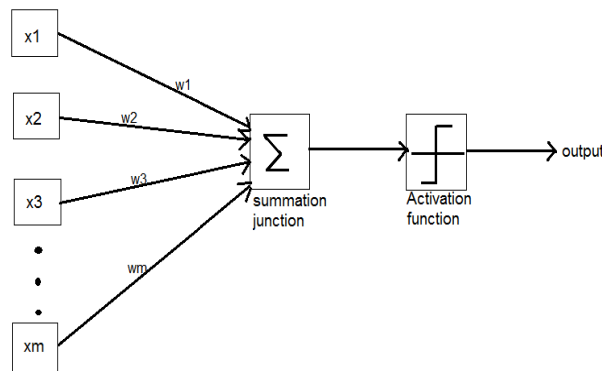 x1
w1
x2
w2
x3
w3
wm
xm
Σ
summation
junction
Activation
function
output